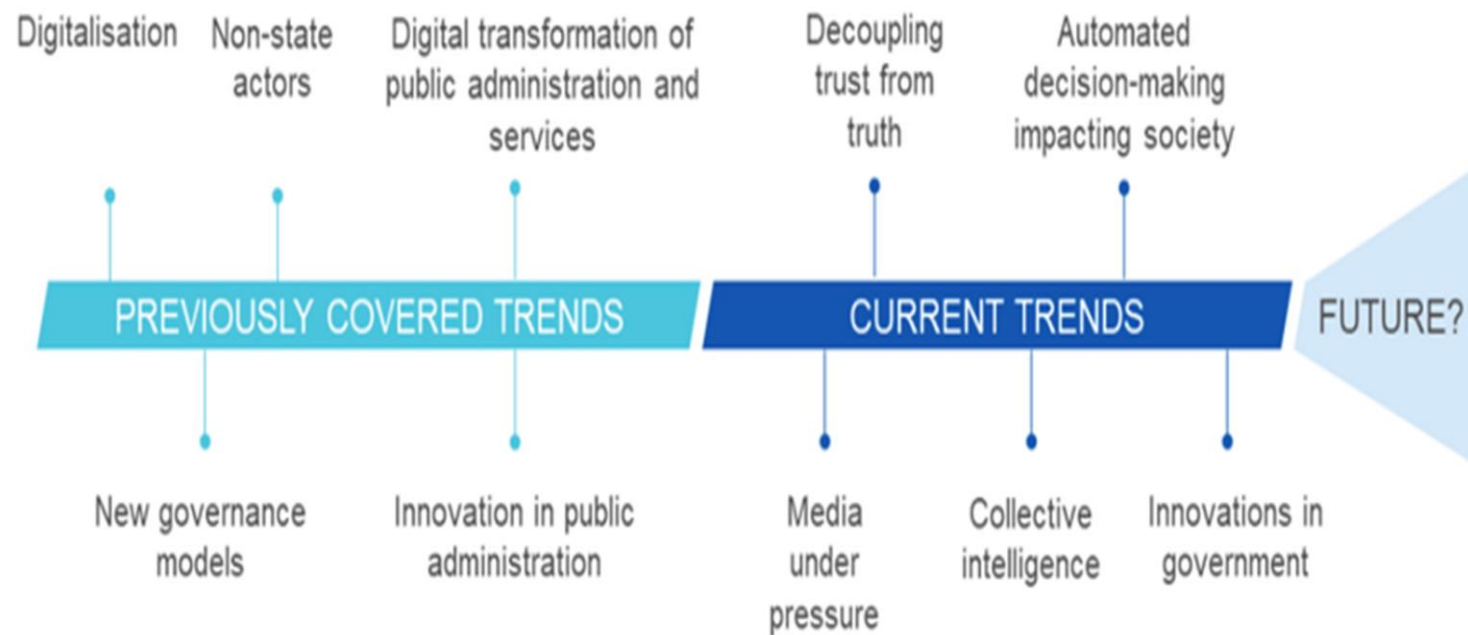 Digitalisation
Non-state
actors
Digital transformation of
public administration and
services
Decoupling
trust from
truth
Automated
decision-making
impacting society
PREVIOUSLY COVERED TRENDS
CURRENT TRENDS
FUTURE?
New governance
models
Innovation in public
administration
Media
under
pressure
Collective
intelligence
Innovations in
government